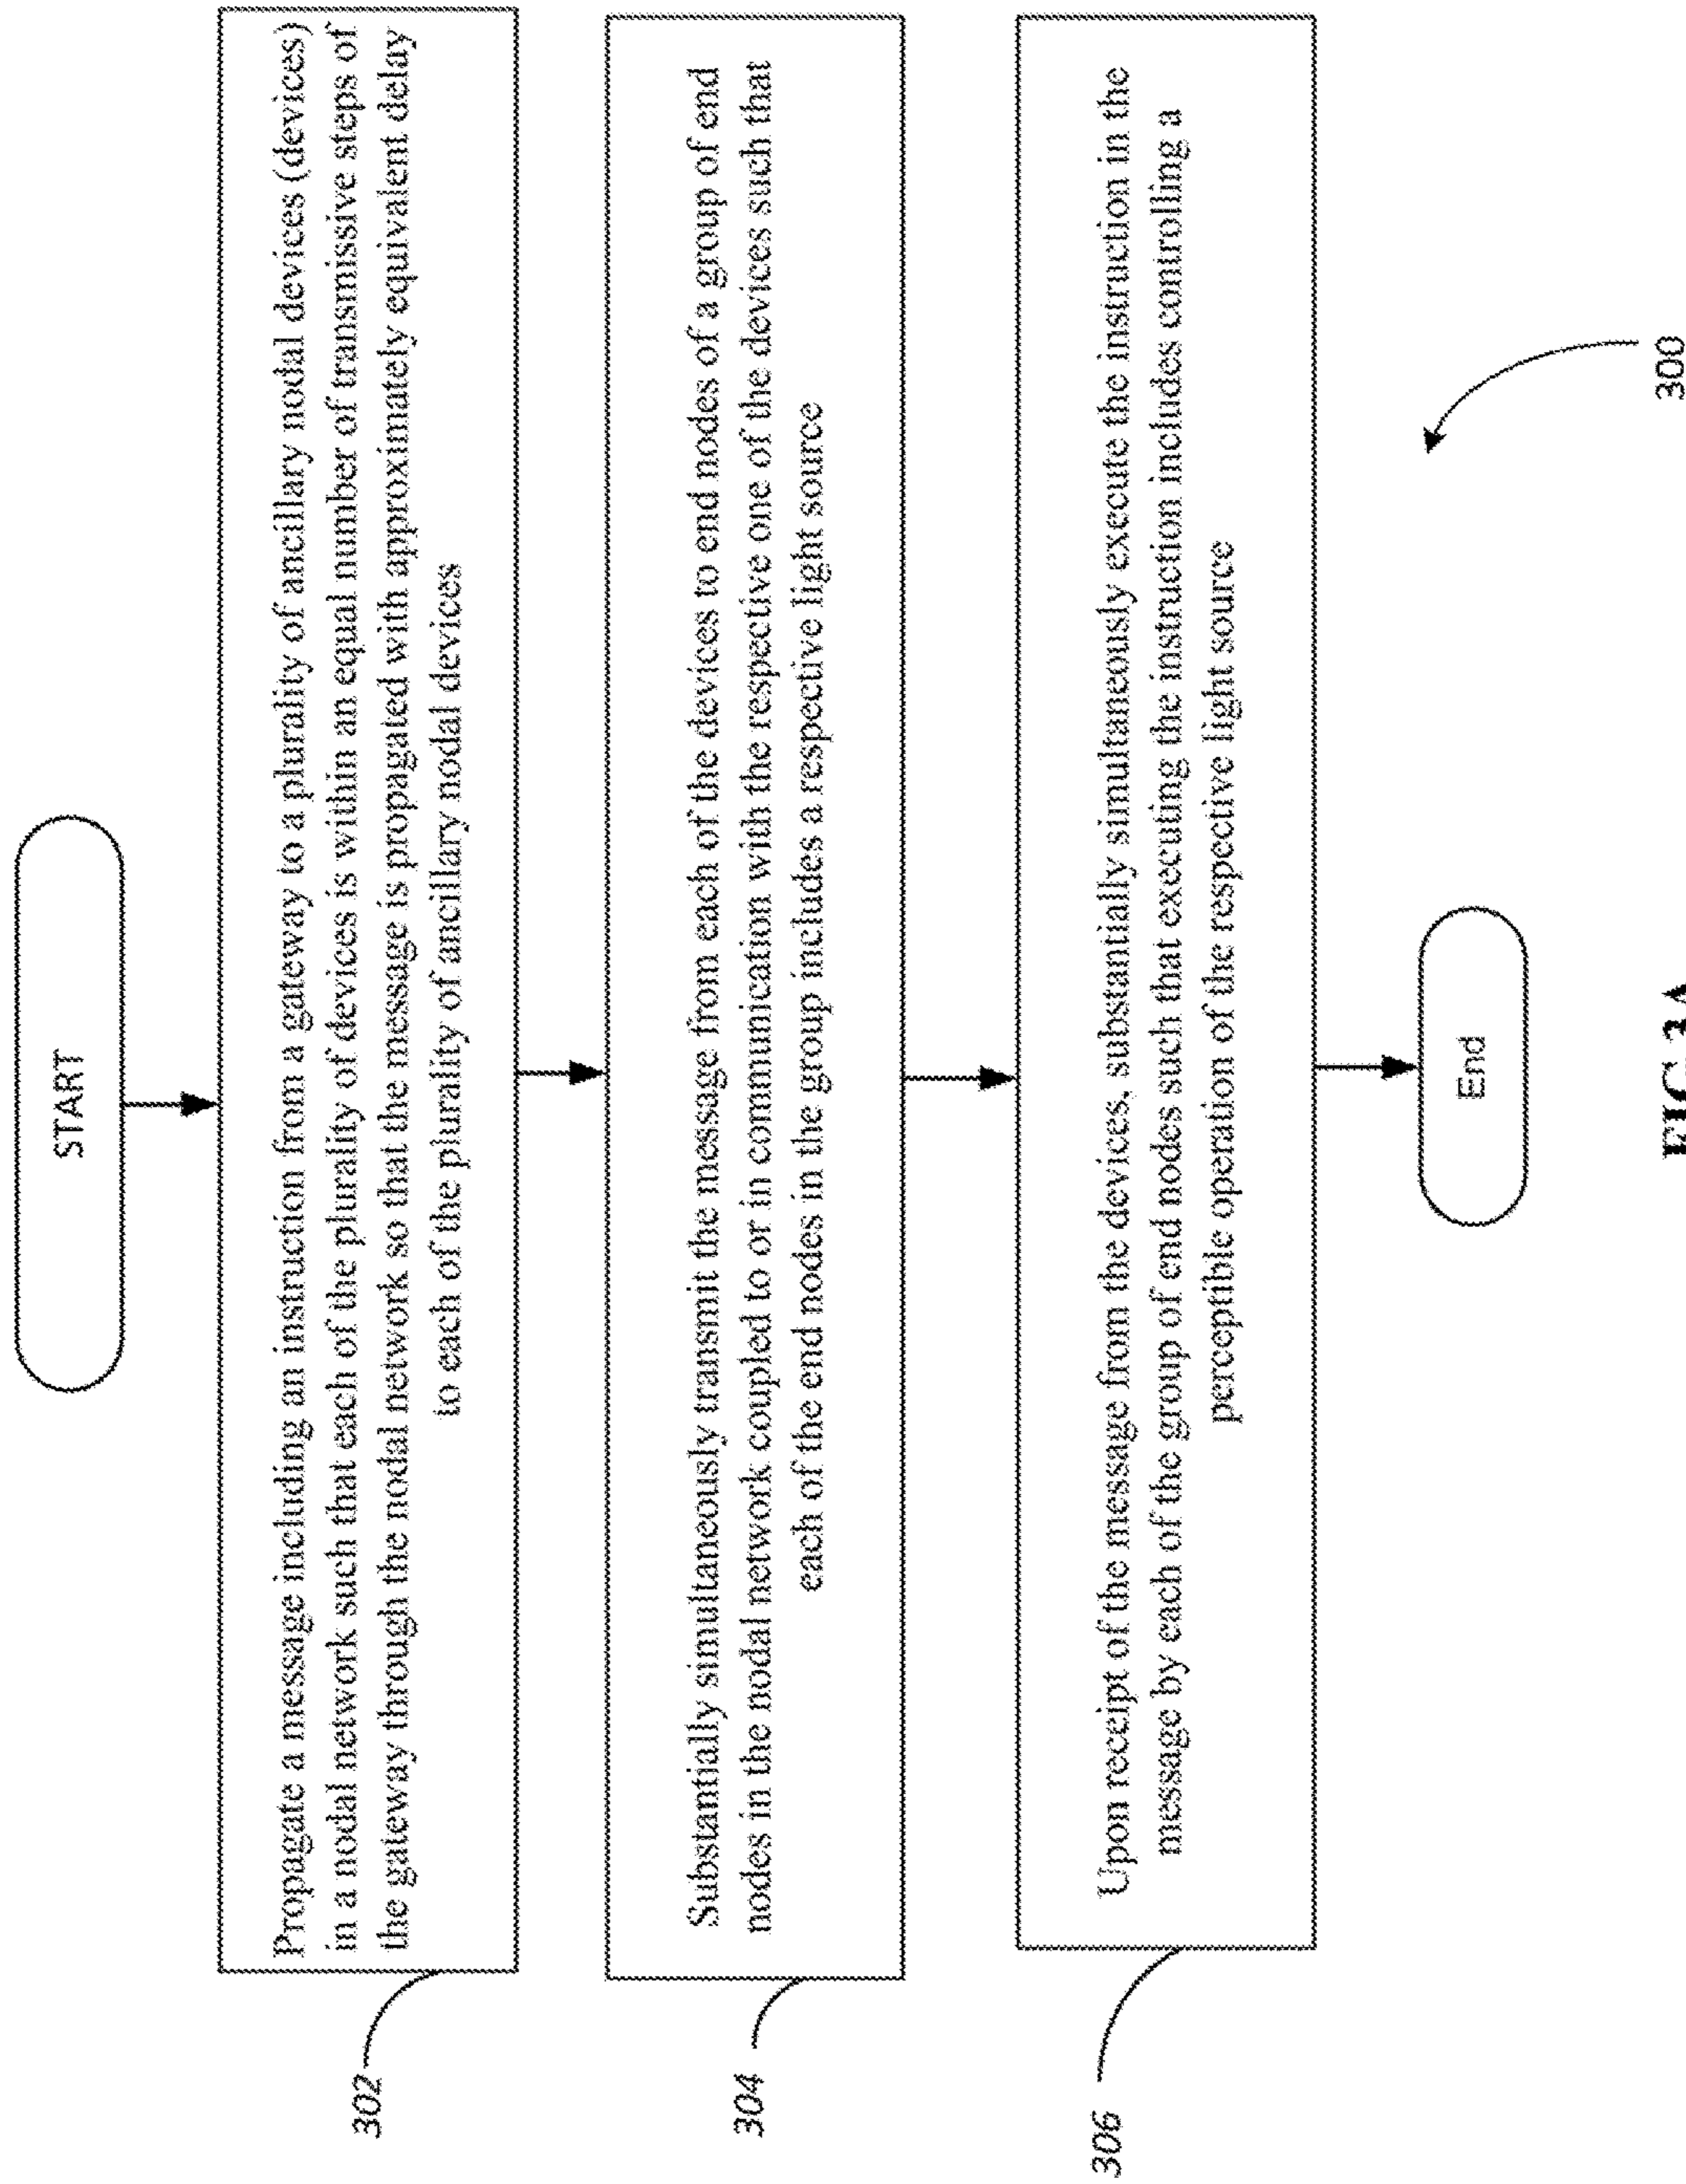 START
302
Propagate a message including an instruction from a gateway to a plurality of ancillary nodal devices (devices)
in a nodal network such that each of the plurality of devices is within an equal number of transmissive steps of
the gateway through the nodal network so that the message is propagated with approximately equivalent delay
to each of the plurality of ancillary nodal devices
304
Substantially simultaneously transmit the message from each of the devices to end nodes of a group of end
nodes in the nodal network coupled to or in communication with the respective one of the devices such that
each of the end nodes in the group includes a respective light source
306
Upon receipt of the message from the devices, substantially simultaneously execute the instruction in the
message by each of the group of end nodes such that executing the instruction includes controlling a
perceptible operation of the respective light source
End
300
FIG 3A